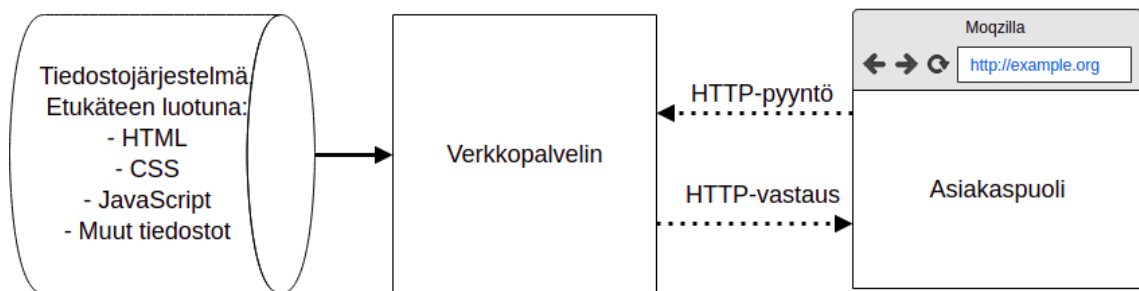 Tiedostojärjestelmä
Etukäteen luotuna:
- HTML
- CSS
- JavaScript
- Muut tiedostot
Verkkopalvelin
HTTP-pyyntö
HTTP-vastaus
Moqzilla
http://example.org
Asiakaspuoli